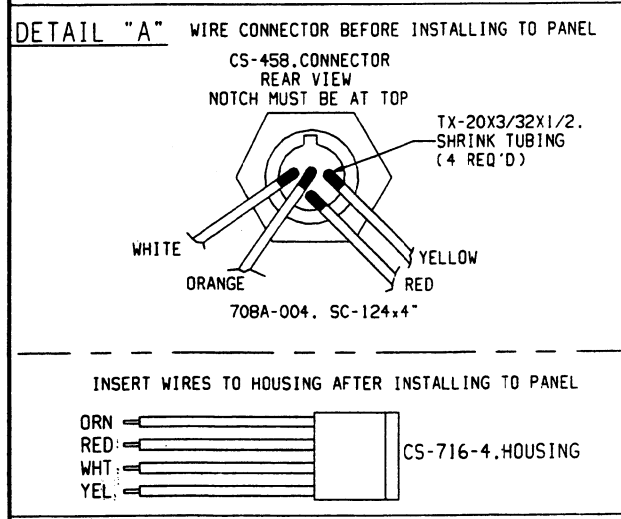 DETAIL "A" WIRE CONNECTOR BEFORE INSTALLING TO PANEL
CS-458.CONNECTOR
REAR VIEW
NOTCH MUST BE AT TOP
TX-20X3/32X1/2.
SHRINK TUBING
(4 REQ'D)
WHITE
YELLOW
ORANGE
RED
708A-004. SC-124x4"
INSERT WIRES TO HOUSING AFTER INSTALLING TO PANEL
ORN
RED
WHT
YEL
CS-716-4.HOUSING